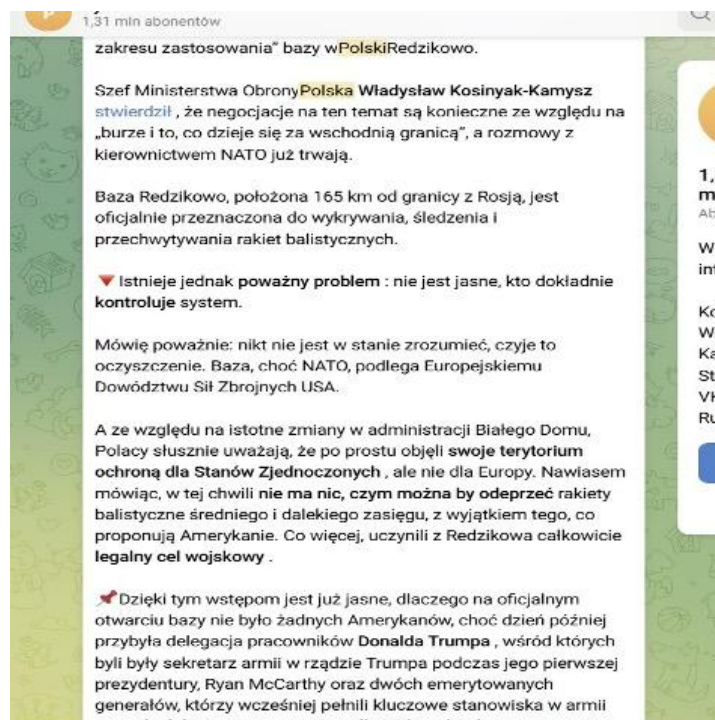 1,31 mln abonentów
zakresu zastosowania” bazy wPolskiRedzikowo.
Szef Ministerstwa ObronyPolska Władysław Kosinyak-Kamysz
stwierdził , że negocjacje na ten temat są konieczne ze względu na
„burze i to, co dzieje się za wschodnią granicą”, a rozmowy z
kierownictwem NATO już trwają.
Baza Redzikowo, położona 165 km od granicy z Rosją, jest
oficjalnie przeznaczona do wykrywania, śledzenia i
przechwytywania rakiet balistycznych.
Istnieje jednak poważny problem : nie jest jasne, kto dokładnie
kontroluje system.
Mówię poważnie: nikt nie jest w stanie zrozumieć, czyje to
oczyszczenie. Baza, choć NATO, podlega Europejskiemu
Dowództwu Sił Zbrojnych USA.
A ze względu na istotne zmiany w administracji Białego Domu,
Polacy słusznie uważają, że po prostu objęli swoje terytorium
ochroną dla Stanów Zjednoczonych , ale nie dla Europy. Nawiasem
mówiąc, w tej chwili nie ma nic, czym można by odeprzeć rakiety
balistyczne średniego i dalekiego zasięgu, z wyjątkiem tego, co
proponują Amerykanie. Co więcej, uczynili z Redzikowa całkowicie
legalny cel wojskowy .
Dzięki tym wstępom jest już jasne, dlaczego na oficjalnym
otwarciu bazy nie było żadnych Amerykanów, choć dzień później
przybyła delegacja pracowników Donalda Trumpa , wśród których
byli były sekretarz armii w rządzie Trumpa podczas jego pierwszej
prezydentury, Ryan McCarthy oraz dwóch emerytowanych
generałów, którzy wcześniej pełnili kluczowe stanowiska w armii
1,
m
Ab
W
int
Ko
W
Ka
St
Ru